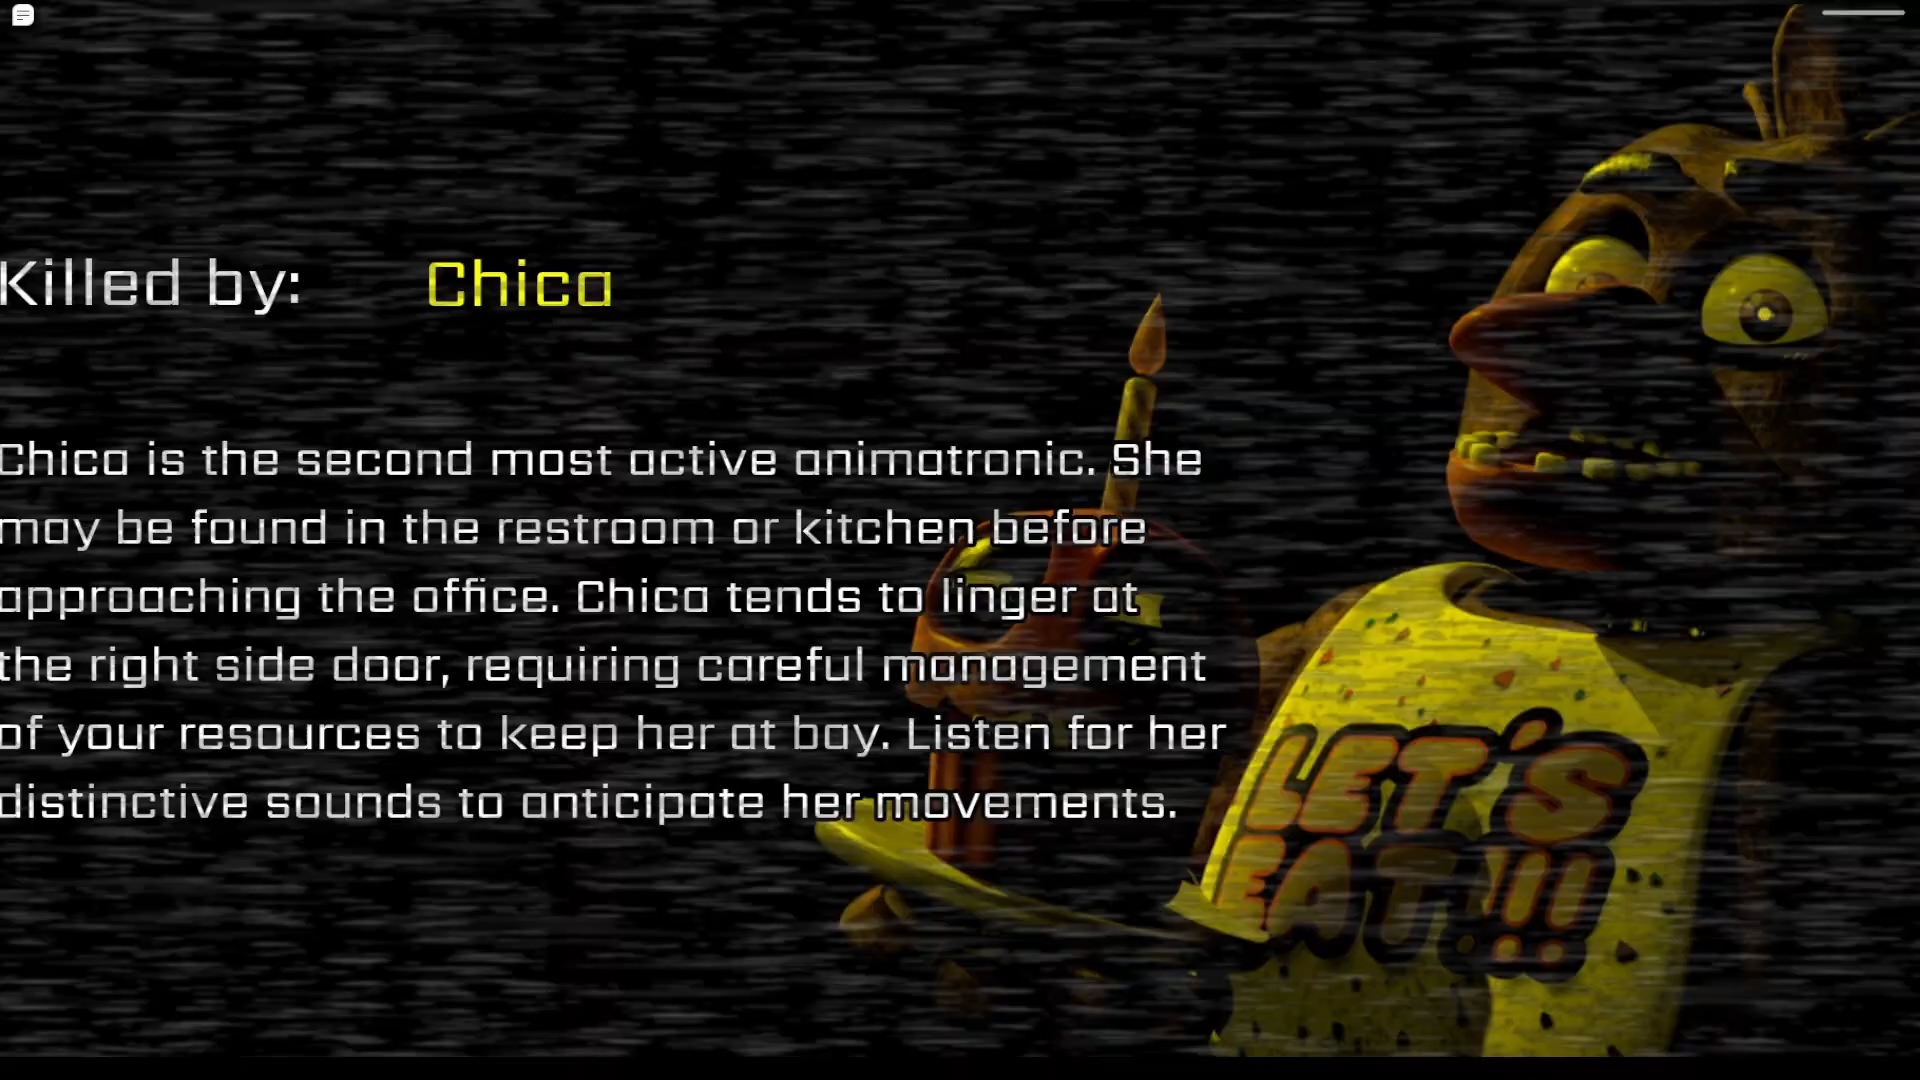 Killed by: Chica
Chica is the second most active animatronic. She
may be found in the restroom or kitchen before
approaching the office. Chica tends to linger at
the right side door, requiring careful management
of your resources to keep her at bay. Listen for her
distinctive sounds to anticipate her movements.
LET'S
EAT!!!